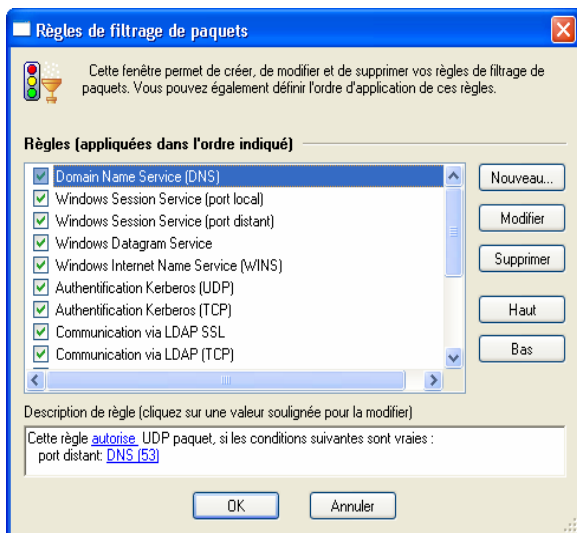 Règles de filtrage de paquets
Cette fenêtre permet de créer, de modifier et de supprimer vos règles de filtrage de
paquets. Vous pouvez également définir l'ordre d'application de ces règles.
Règles (appliquées dans l'ordre indiqué)
Domain Name Service (DNS)
Windows Session Service (port local)
Windows Session Service (port distant)
Windows Datagram Service
Windows Internet Name Service (WINS)
Authentification Kerberos (UDP)
Authentification Kerberos (TCP)
Communication via LDAP SSL
Communication via LDAP (TCP)
Nouveau...
Modifier
Supprimer
Haut
Bas
Description de règle (cliquez sur une valeur soulignée pour la modifier)
Cette règle autorise UDP paquet, si les conditions suivantes sont vraies :
port distant: DNS (53)
OK
Annuler